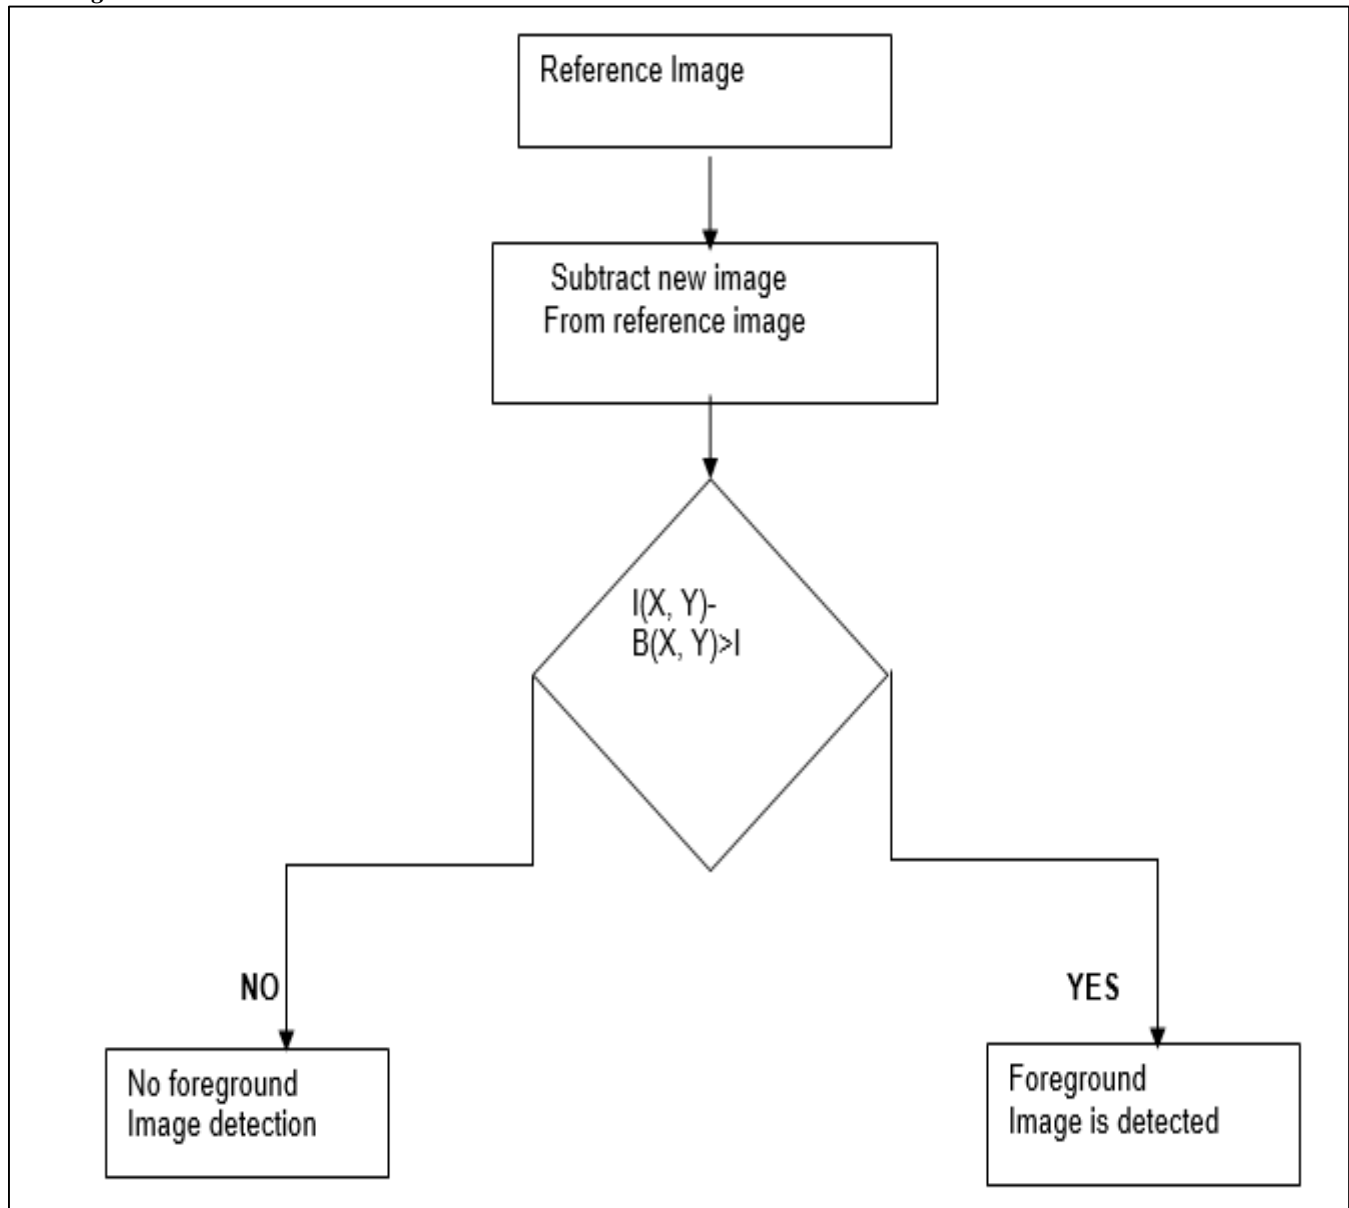 Reference Image
Subtract new image
From reference image
I(X, Y)-
B(X, Y)>I
NO
YES
No foreground
Image detection
Foreground
Image is detected